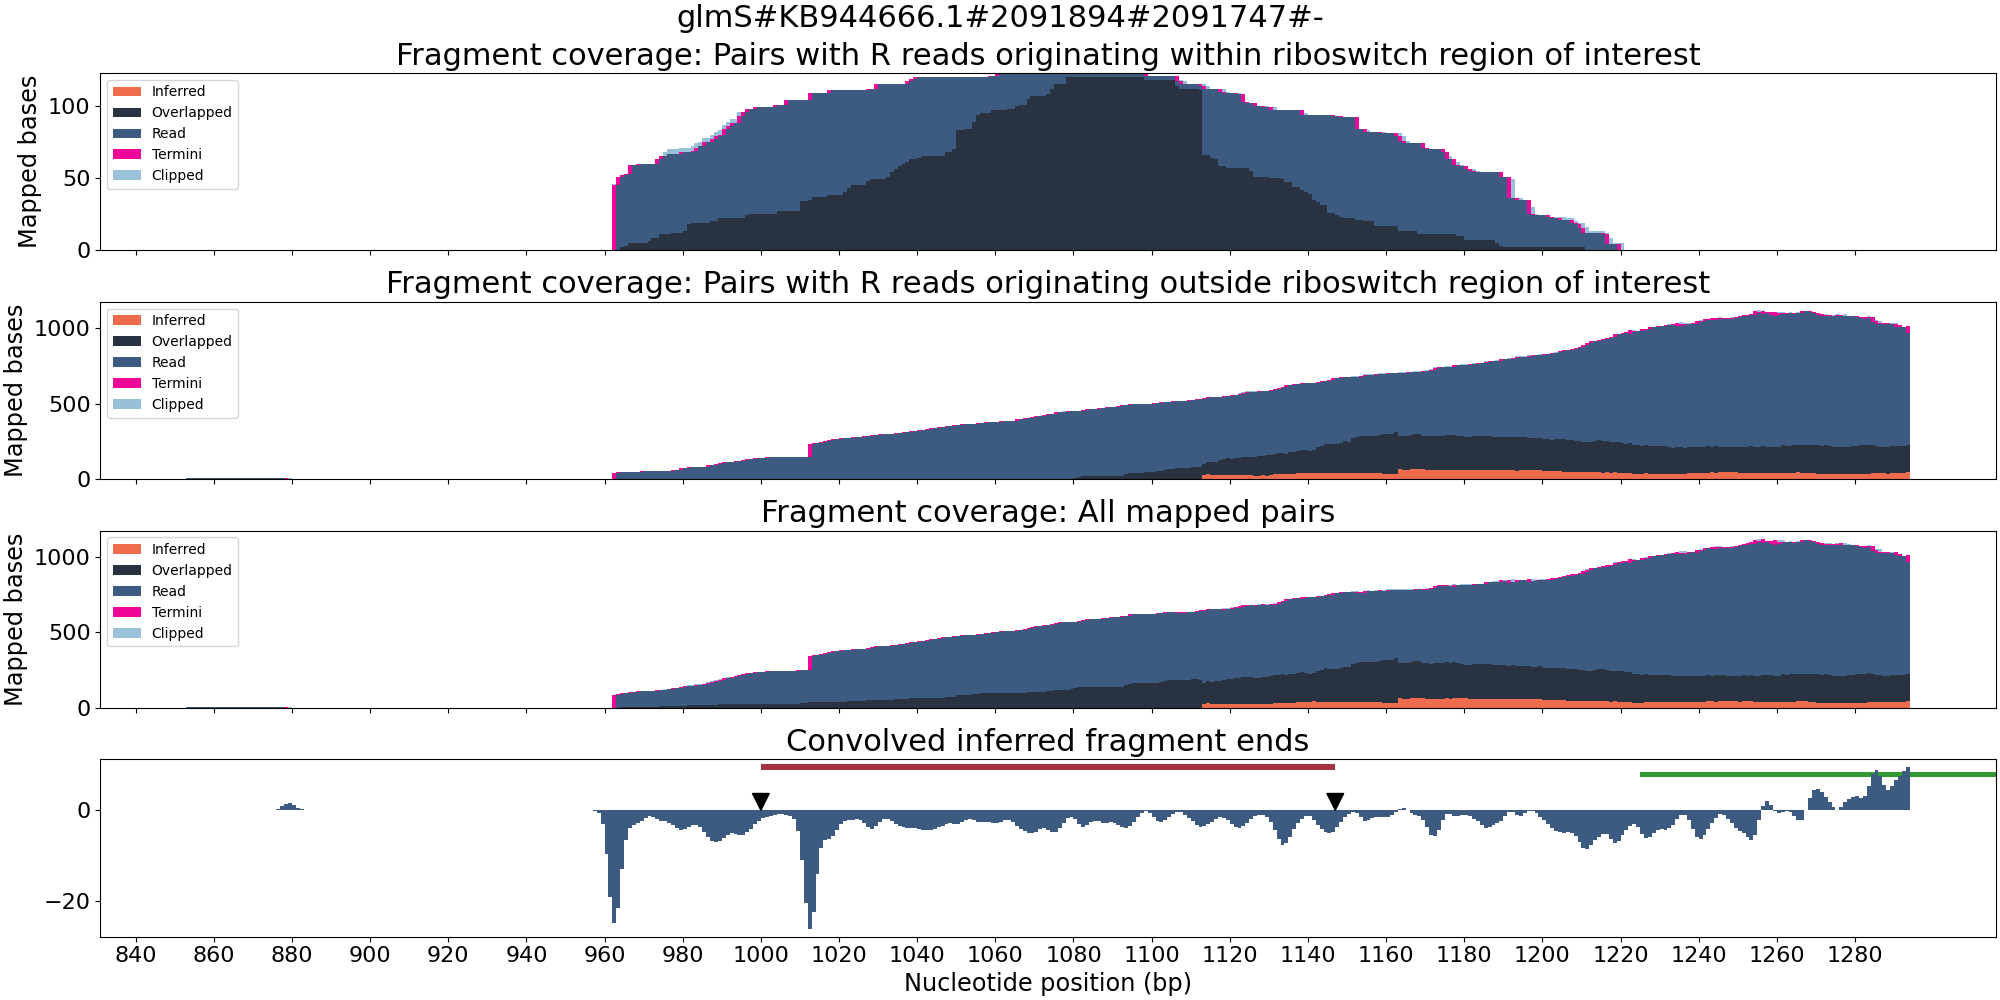 glmS#KB944666.1#2091894#2091747#-
Fragment coverage: Pairs with R reads originating within riboswitch region of interest
Mapped bases
100
50
0
Inferred
Overlapped
Read
Termini
Clipped
Fragment coverage: Pairs with R reads originating outside riboswitch region of interest
Mapped bases
1000
500
0
Inferred
Overlapped
Read
Termini
Clipped
Fragment coverage: All mapped pairs
Mapped bases
1000
500
0
Inferred
Overlapped
Read
Termini
Clipped
Convolved inferred fragment ends
0
−20
840 860 880 900 920 940 960 980 1000 1020 1040 1060 1080 1100 1120 1140 1160 1180 1200 1220 1240 1260 1280
Nucleotide position (bp)